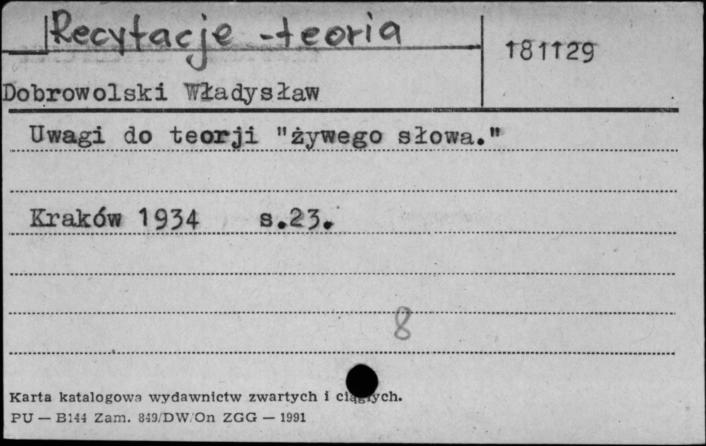 Recytacje - teoria
181129
Dobrowolski Władysław
Uwagi do teorji "żywego słowa."
Kraków 1934 s.23.
8
Karta katalogowa wydawnictw zwartych i ciągłych.
PU — B144 Zam. 849/DW/On ZGG — 1991